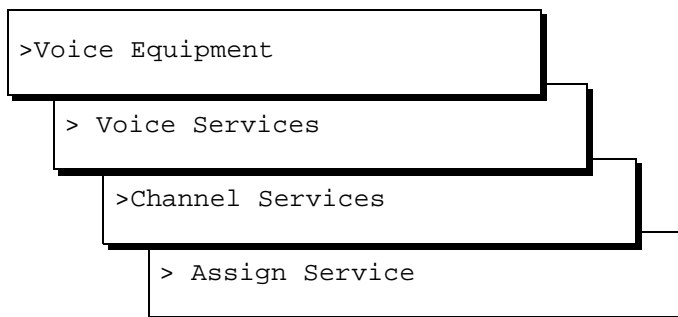 >Voice Equipment
> Voice Services
>Channel Services
> Assign Service